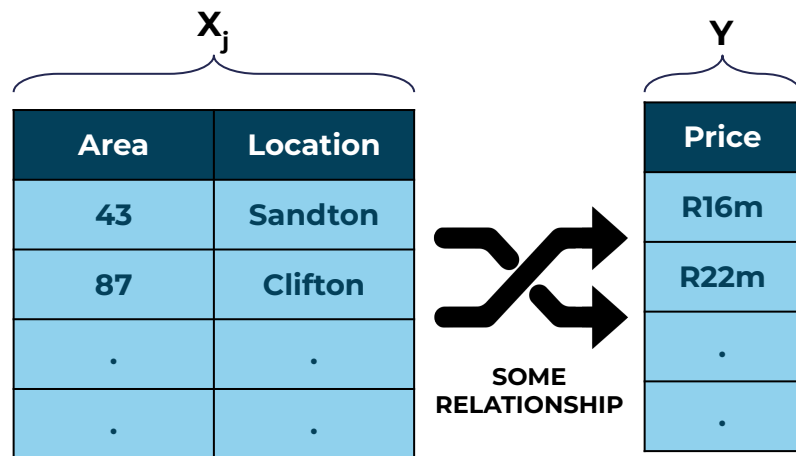 Xj
Y
Area Location
Price
43 Sandton
R16m
87 Clifton
R22m
. .
.
. .
.
SOME
RELATIONSHIP